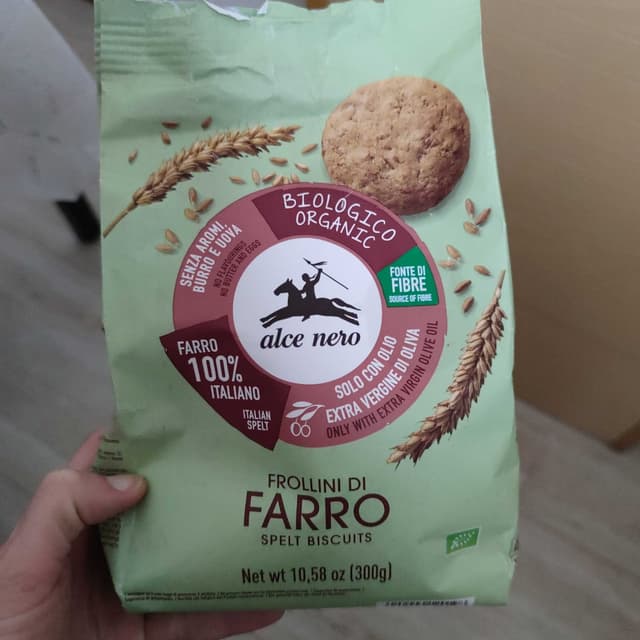 BIOLOGICO
ORGANIC
SENZA AROMI,
BURRO E UOVA
NO FLAVOURINGS
NO BUTTER AND EGGS
FONTE DI
FIBRE
SOURCE OF FIBRE
alce nero
FARRO
100%
ITALIANO
ITALIAN
SPELT
SOLO CON OLIO
EXTRA VERGINE DI OLIVA
ONLY WITH EXTRA VIRGIN OLIVE OIL
FROLLINI DI
FARRO
SPELT BISCUITS
Net wt 10,58 oz (300g)